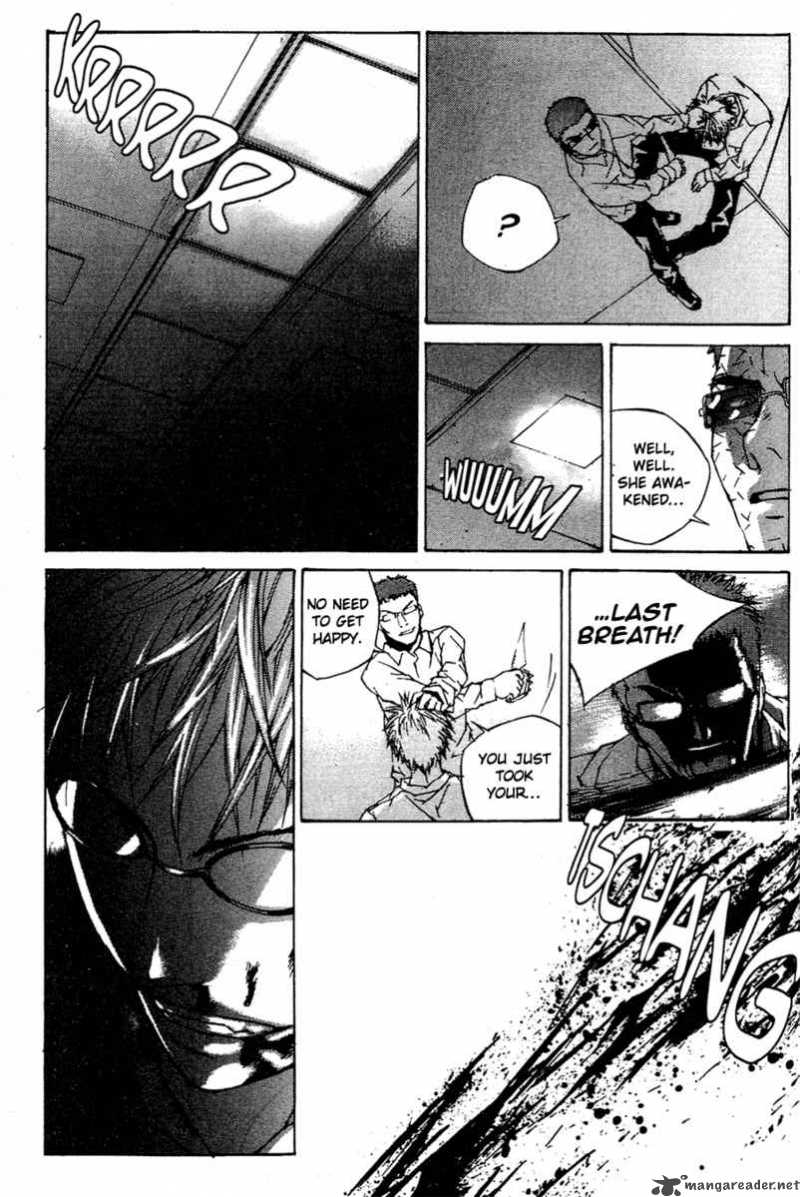 KRRRRRR
?
WUUUMM
WELL,
WELL.
SHE AWA-
KENED...
NO NEED
TO GET
HAPPY.
YOU JUST
TOOK
YOUR...
...LAST
BREATH!
TSCHANG
mangareader.net